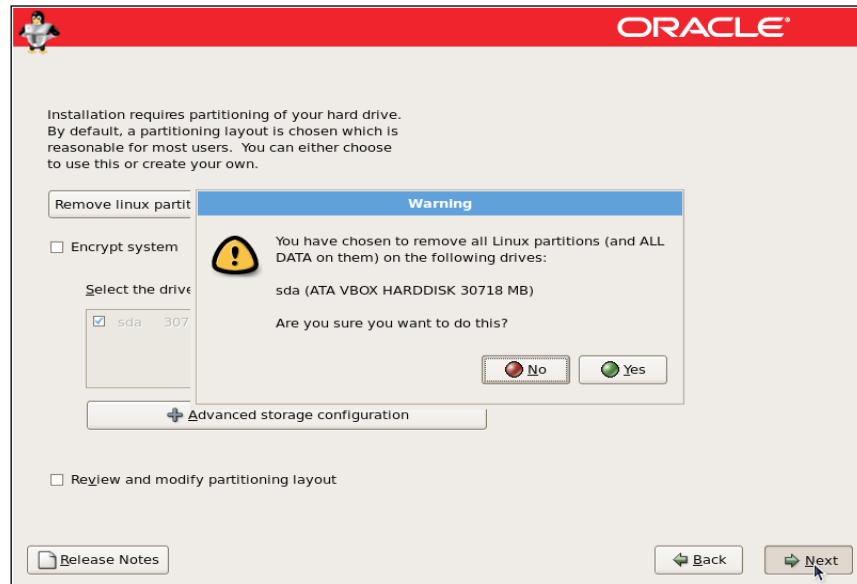 ORACLE®
Installation requires partitioning of your hard drive.
By default, a partitioning layout is chosen which is
reasonable for most users. You can either choose
to use this or create your own.
Remove linux partit
Encrypt system
Select the drive
sda 307
Warning
You have chosen to remove all Linux partitions (and ALL
DATA on them) on the following drives:
sda (ATA VBOX HARDDISK 30718 MB)
Are you sure you want to do this?
No Yes
Advanced storage configuration
Review and modify partitioning layout
Release Notes Back Next